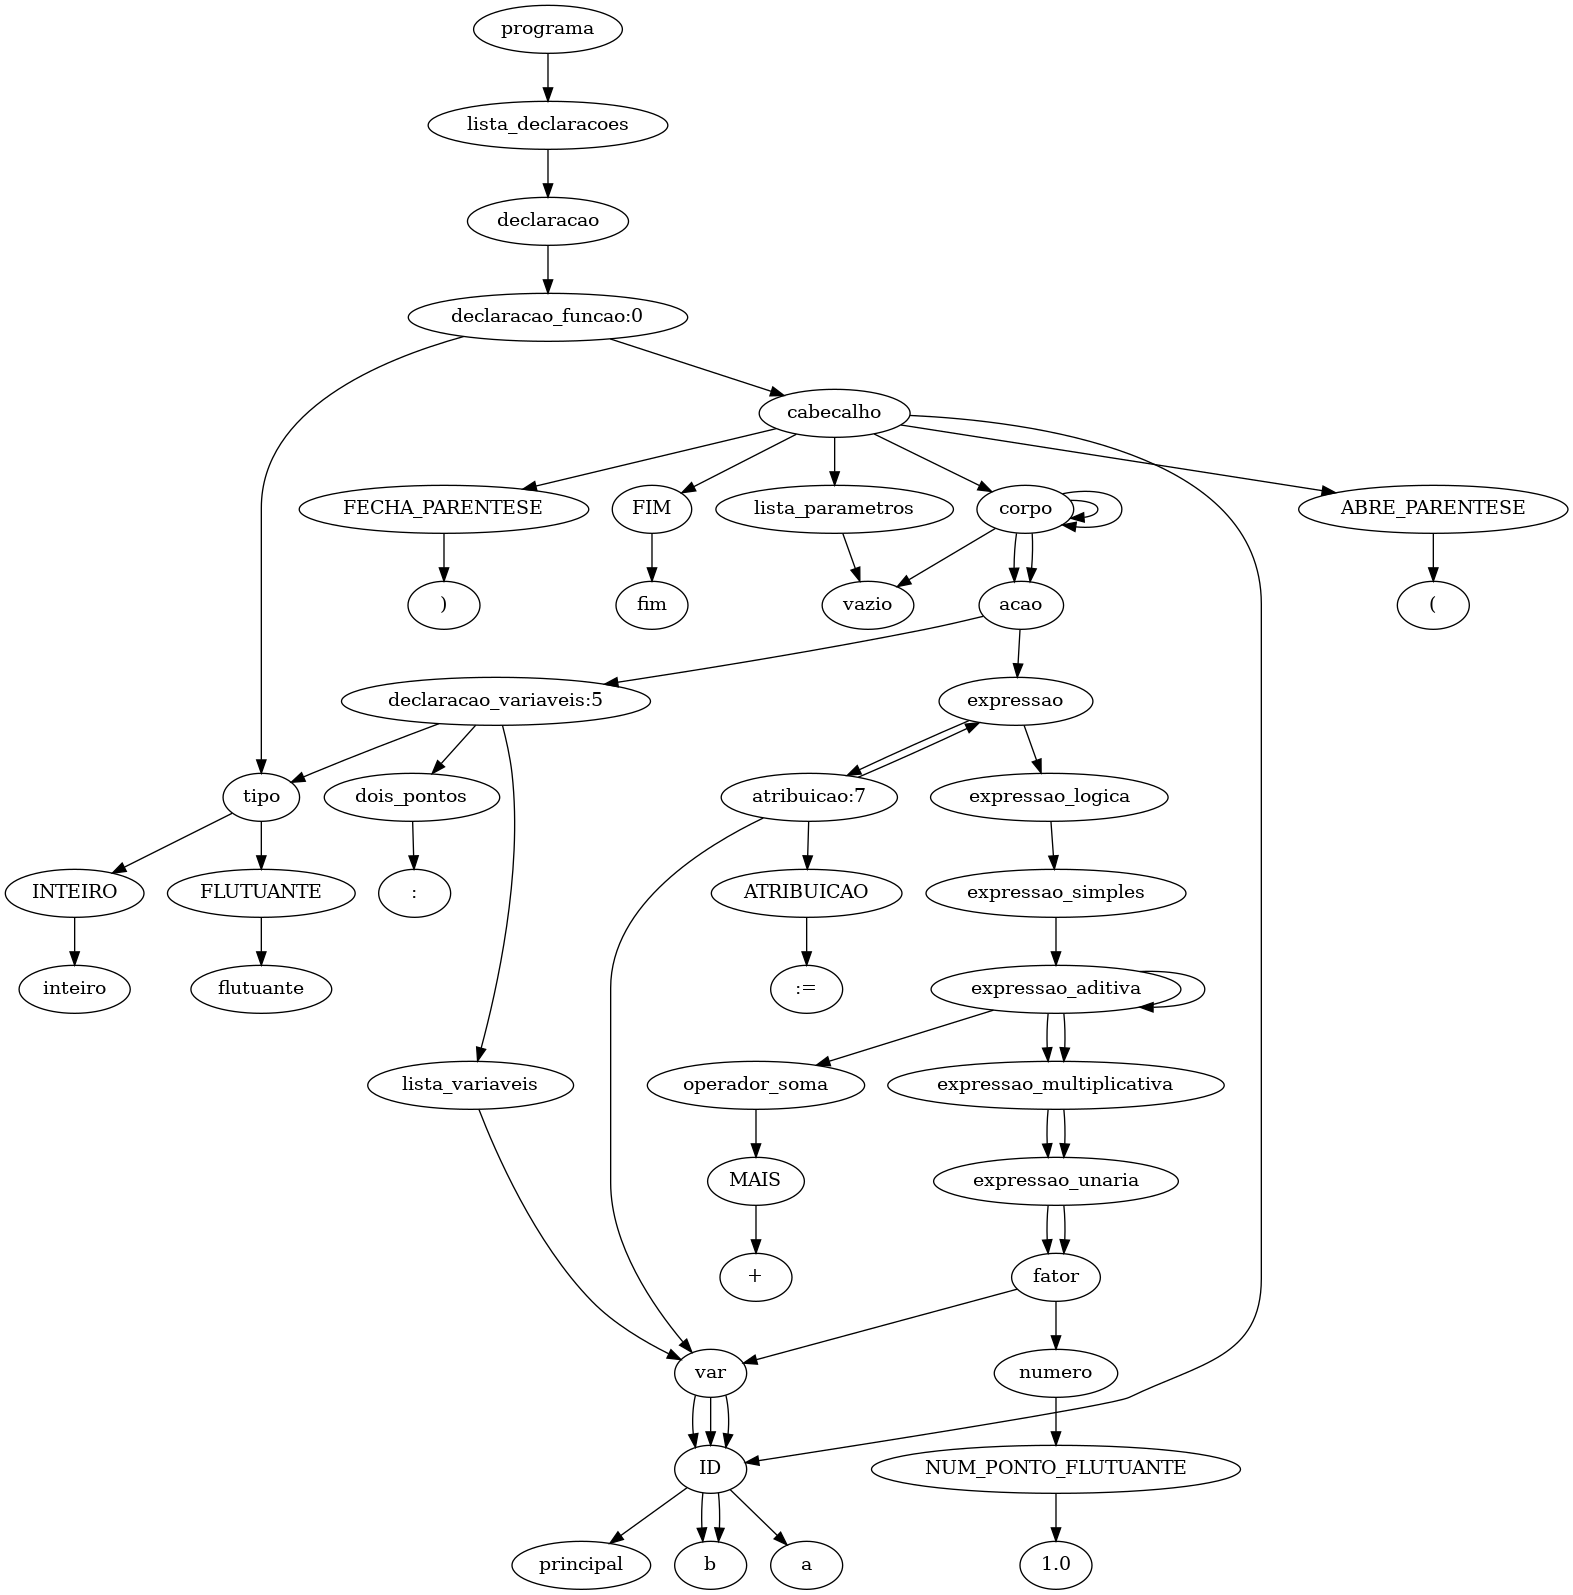 programa
lista_declaracoes
declaracao
declaracao_funcao:0
cabecalho
FECHA_PARENTESE
FIM
lista_parametros
corpo
ABRE_PARENTESE
)
fim
vazio
acao
(
declaracao_variaveis:5
expressao
tipo
dois_pontos
atribuicao:7
expressao_logica
INTEIRO
FLUTUANTE
:
ATRIBUICAO
expressao_simples
inteiro
flutuante
:=
expressao_aditiva
lista_variaveis
operador_soma
expressao_multiplicativa
MAIS
expressao_unaria
+
fator
var
numero
ID
NUM_PONTO_FLUTUANTE
principal
b
a
1.0